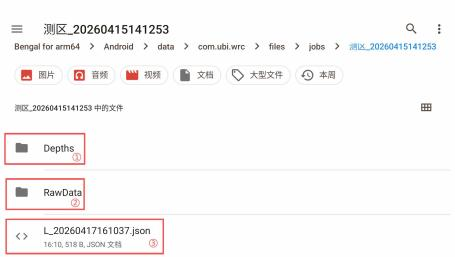 测区_20260415141253
Bengal for arm64 > Android > data > com.ubi.wrc > files > jobs > 测区_20260415141253
图片 音频 视频 文档 大型文件 本周
测区_20260415141253 中的文件
Depths
①
RawData
②
L_20260417161037.json
16:10, 518 B, JSON 文档 ③